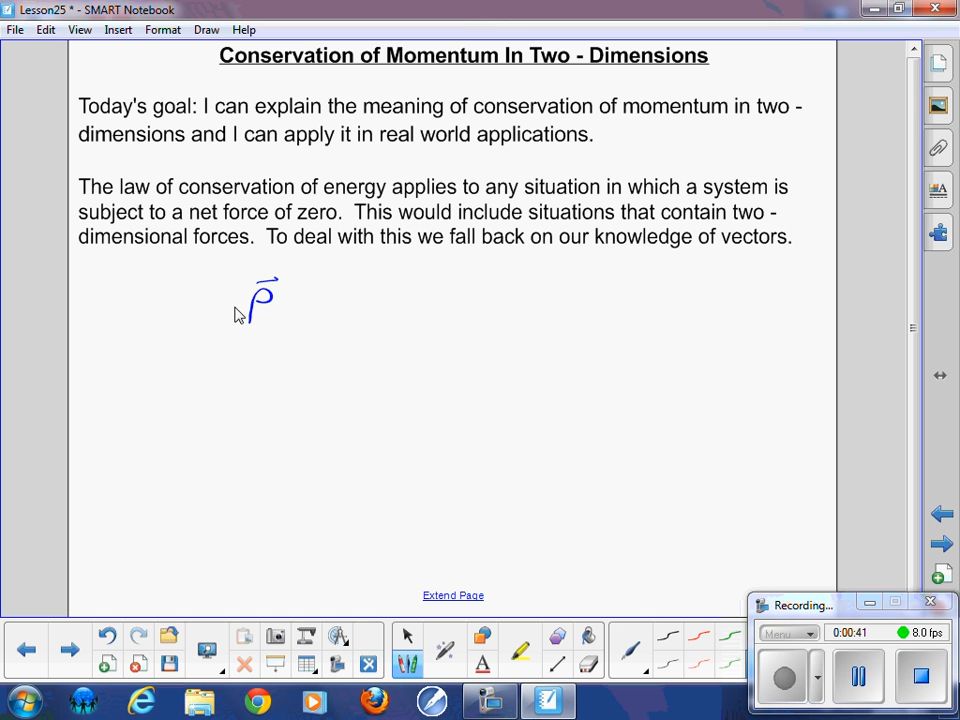 Lesson25 * - SMART Notebook
File Edit View Insert Format Draw Help
Conservation of Momentum In Two - Dimensions
Today's goal: I can explain the meaning of conservation of momentum in two -
dimensions and I can apply it in real world applications.
The law of conservation of energy applies to any situation in which a system is
subject to a net force of zero. This would include situations that contain two -
dimensional forces. To deal with this we fall back on our knowledge of vectors.
p⃗
Extend Page
Recording...
Menu 0:00:41 8.0 fps